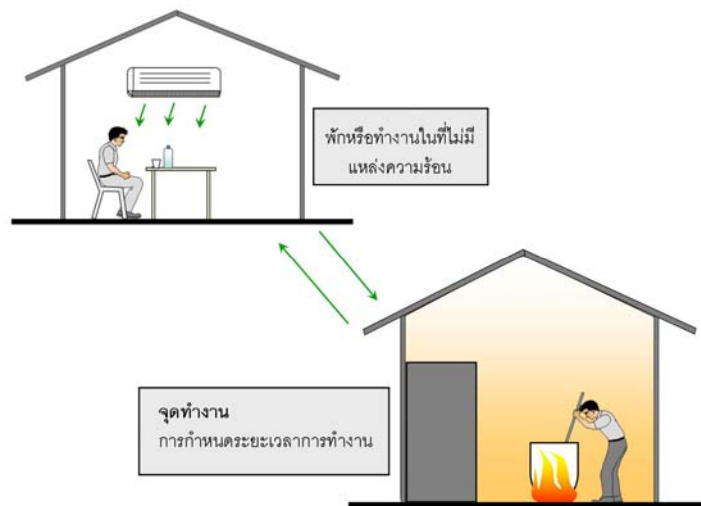 พักหรือทำงานในที่ไม่มี
แหล่งความร้อน
จุดทำงาน
การกำหนดระยะเวลาการทำงาน